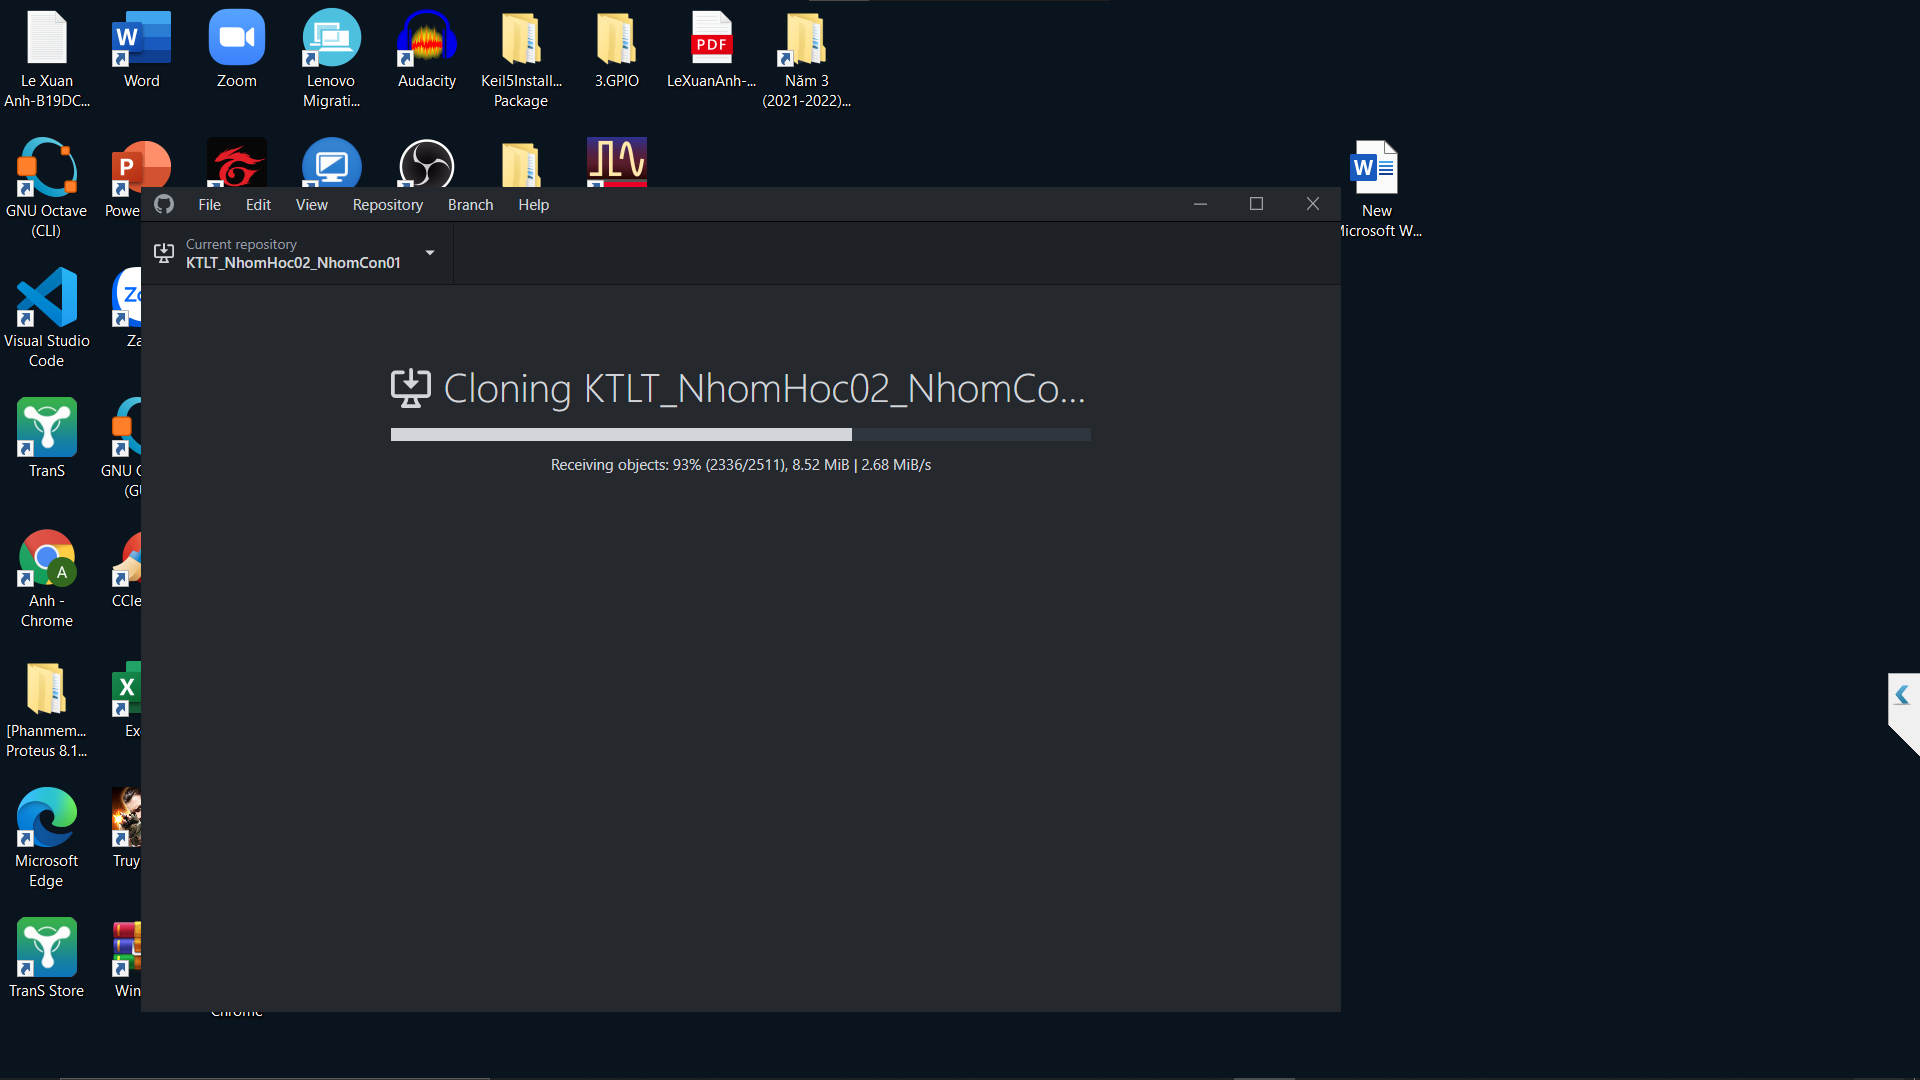 Le Xuan
Anh-B19DC...
Word
Zoom
Lenovo
Migrati...
Audacity
Keil5Install...
Package
3.GPIO
PDF
LeXuanAnh-...
Năm 3
(2021-2022)...
GNU Octave
(CLI)
Powe
New
Microsoft W...
File
Edit
View
Repository
Branch
Help
Current repository
KTLT_NhomHoc02_NhomCon01
Cloning KTLT_NhomHoc02_NhomCo...
Receiving objects: 93% (2336/2511), 8.52 MiB | 2.68 MiB/s
Visual Studio
Code
Za
TranS
GNU O
(GU
A
Anh -
Chrome
CCle
[Phanmem...
Proteus 8.1...
Exc
Microsoft
Edge
Truy
TranS Store
Win
Chrome